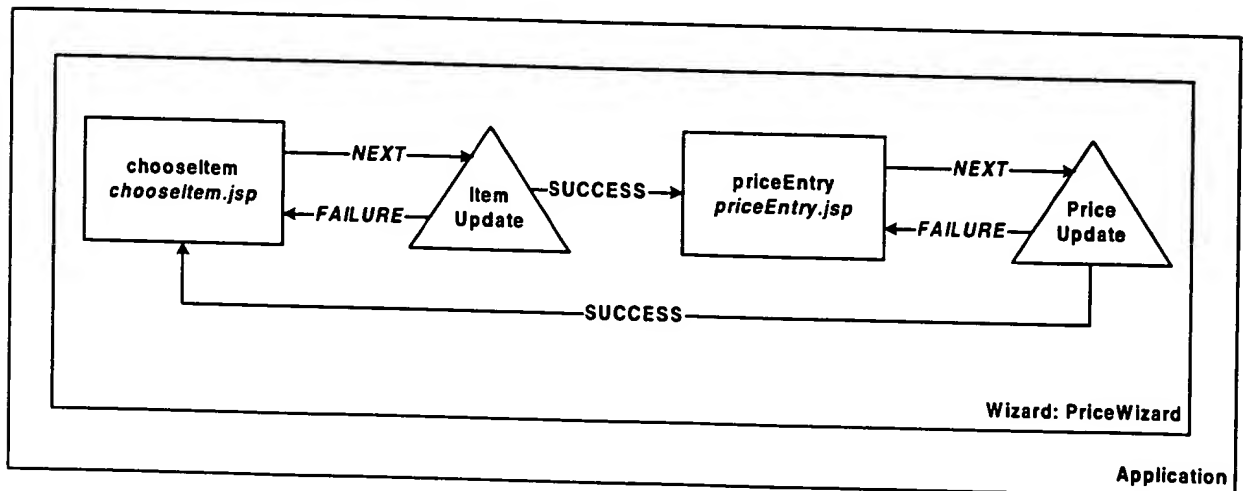 chooseItem
chooseItem.jsp
NEXT
FAILURE
Item
Update
SUCCESS
priceEntry
priceEntry.jsp
NEXT
FAILURE
Price
Update
SUCCESS
Wizard: PriceWizard
Application